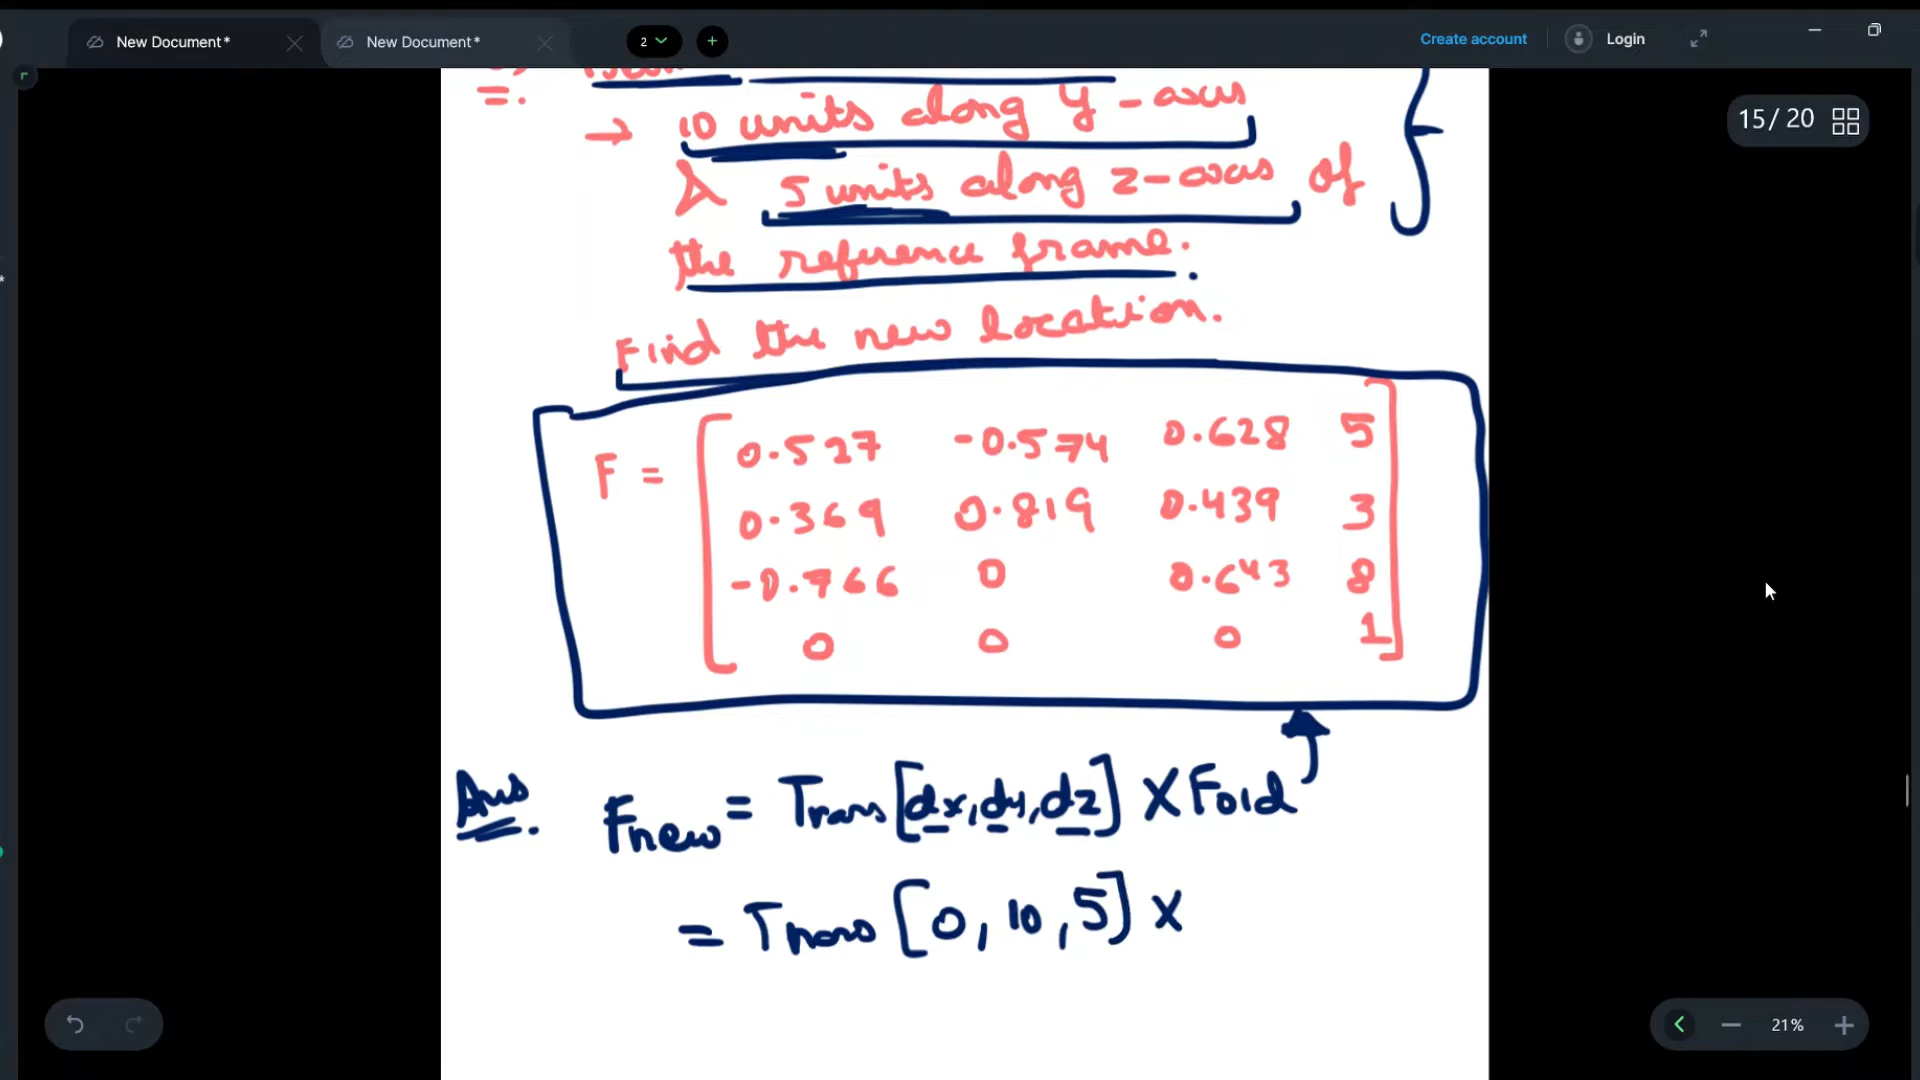 New Document* New Document* 2 Create account Login
15/ 20
=.
→ 10 units along Y-axis
& 5 units along z-axis of
the reference frame.
Find the new location.
F = [ 0.527 -0.574 0.628 5
0.369 0.819 0.439 3
-0.766 0 0.643 8
0 0 0 1 ]
Ans. Fnew = Trans [dx, dy, dz] X Fold
= Trans [0, 10, 5] X
21%